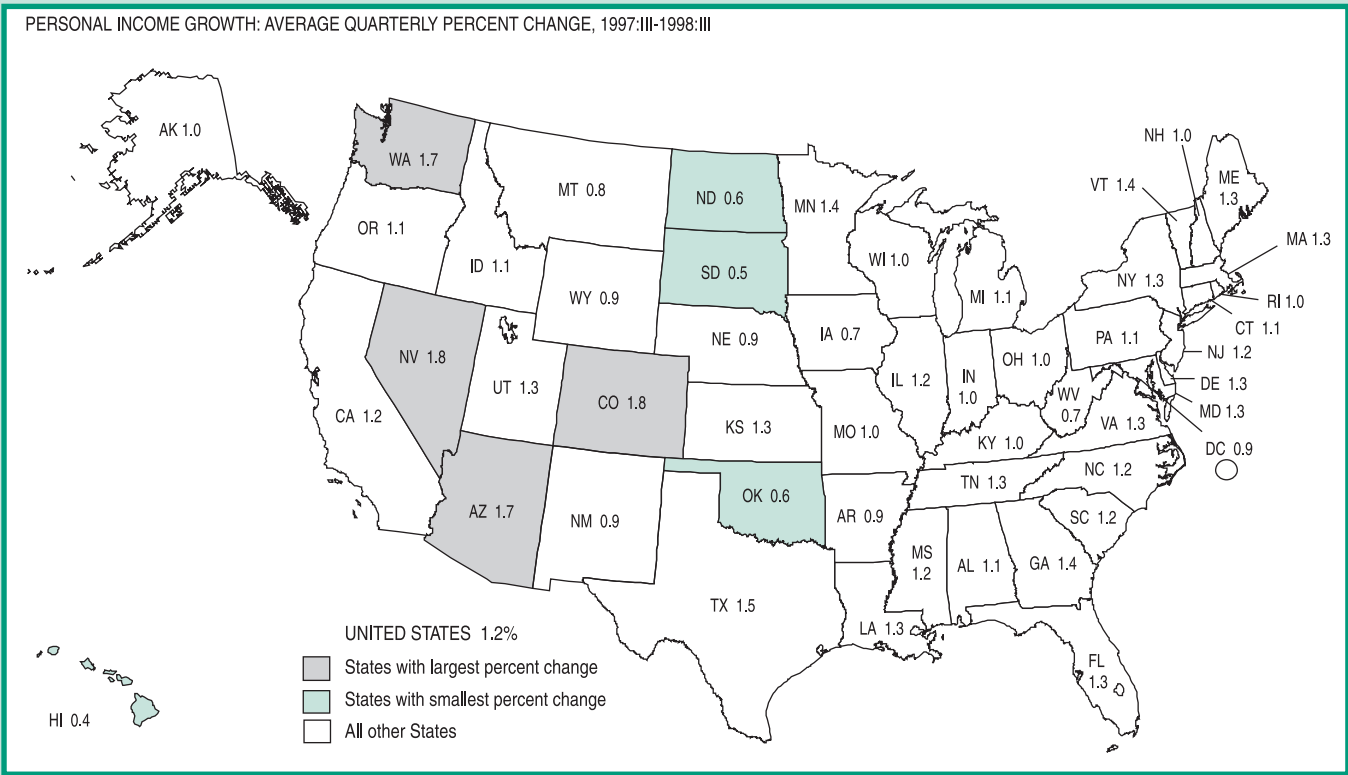 PERSONAL INCOME GROWTH: AVERAGE QUARTERLY PERCENT CHANGE, 1997:III-1998:III
AK 1.0
WA 1.7
MT 0.8
ND 0.6
MN 1.4
NH 1.0
VT 1.4
ME
1.3
OR 1.1
ID 1.1
SD 0.5
WI 1.0
MI 1.1
NY 1.3
MA 1.3
WY 0.9
RI 1.0
CT 1.1
NV 1.8
UT 1.3
NE 0.9
IA 0.7
PA 1.1
NJ 1.2
CA 1.2
CO 1.8
IL 1.2
IN
1.0
OH 1.0
DE 1.3
WV
0.7
MD 1.3
KS 1.3
MO 1.0
KY 1.0
VA 1.3
DC 0.9
AZ 1.7
NM 0.9
OK 0.6
AR 0.9
TN 1.3
NC 1.2
SC 1.2
MS
1.2
AL 1.1
GA 1.4
TX 1.5
LA 1.3
FL
1.3
HI 0.4
UNITED STATES 1.2%
States with largest percent change
States with smallest percent change
All other States